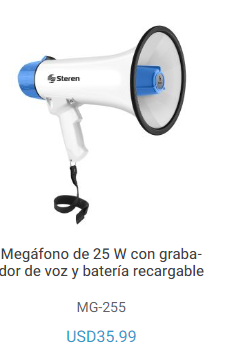 Steren
Megáfono de 25 W con graba-
dor de voz y batería recargable
MG-255
USD35.99